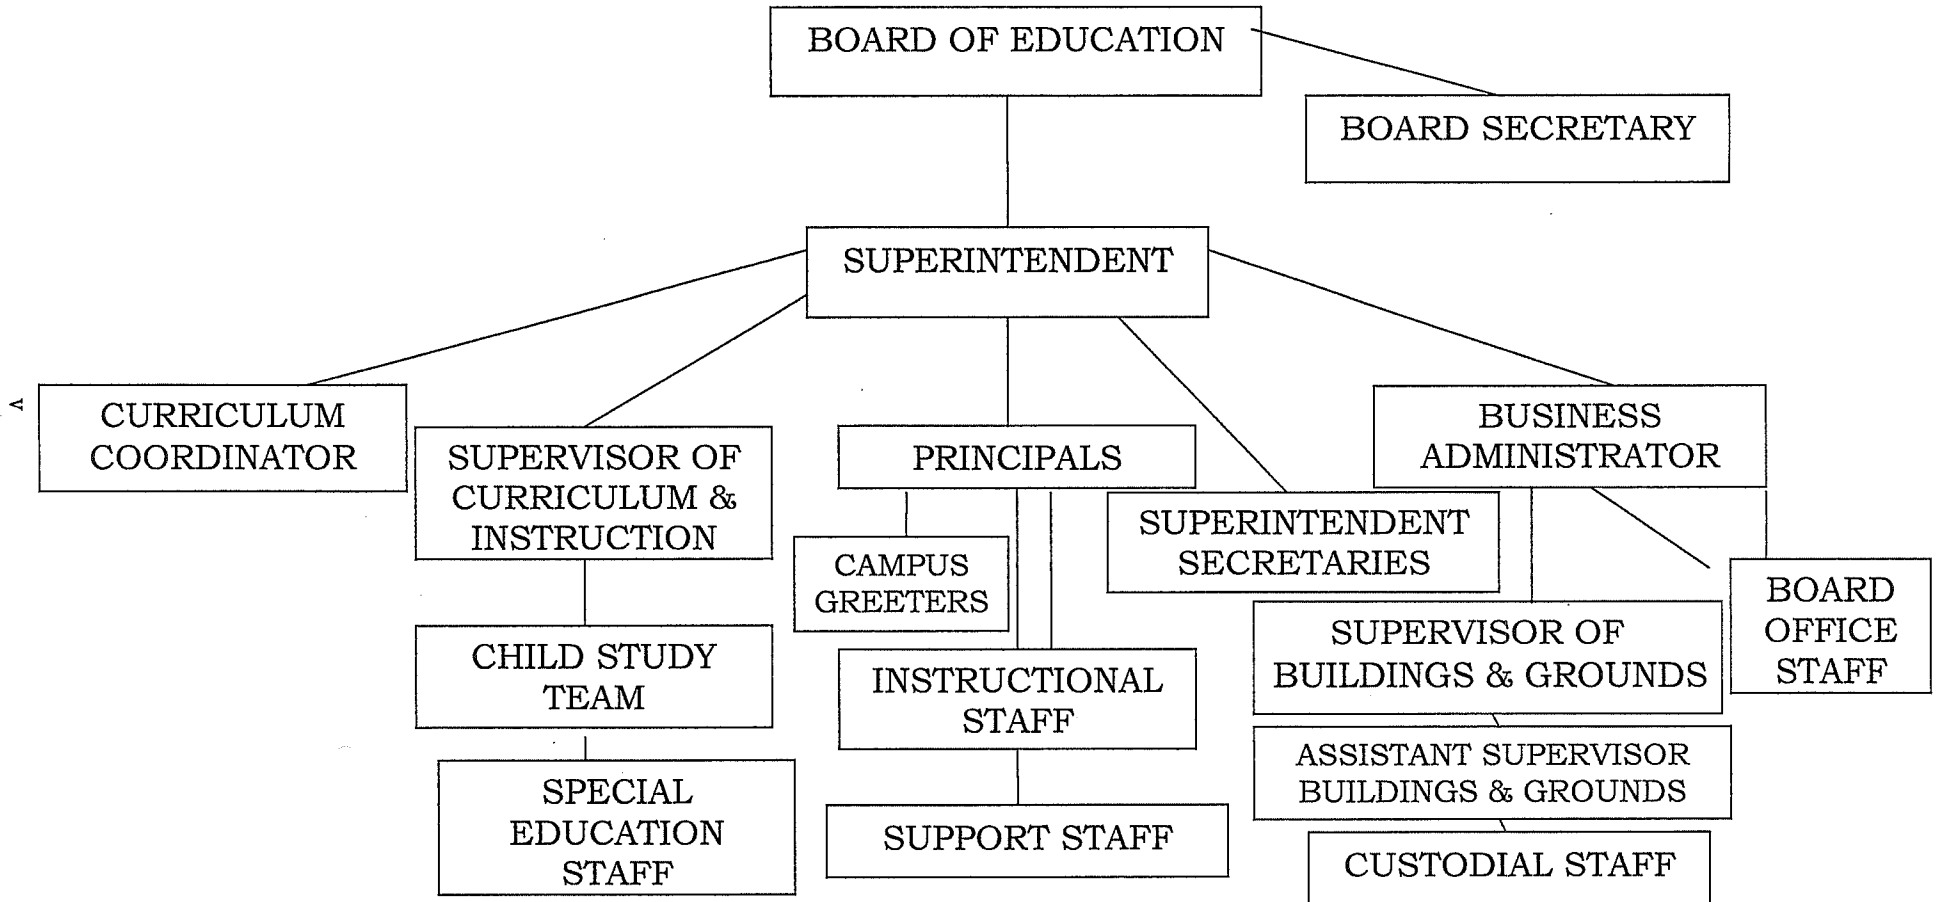 BOARD OF EDUCATION
BOARD SECRETARY
SUPERINTENDENT
CURRICULUM
COORDINATOR
SUPERVISOR OF
CURRICULUM &
INSTRUCTION
PRINCIPALS
BUSINESS
ADMINISTRATOR
SUPERINTENDENT
SECRETARIES
CAMPUS
GREETERS
CHILD STUDY
TEAM
INSTRUCTIONAL
STAFF
SUPERVISOR OF
BUILDINGS & GROUNDS
BOARD
OFFICE
STAFF
SPECIAL
EDUCATION
STAFF
SUPPORT STAFF
ASSISTANT SUPERVISOR
BUILDINGS & GROUNDS
CUSTODIAL STAFF